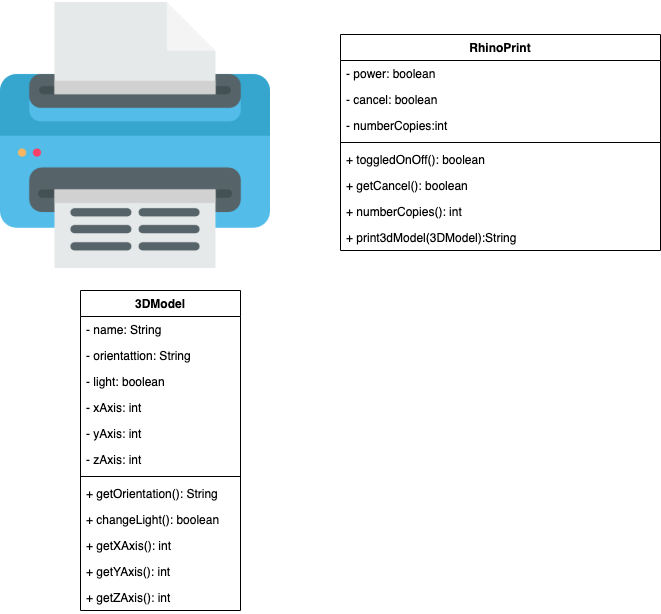 RhinoPrint
- power: boolean
- cancel: boolean
- numberCopies:int
+ toggledOnOff(): boolean
+ getCancel(): boolean
+ numberCopies(): int
+ print3dModel(3DModel):String
3DModel
- name: String
- orientattion: String
- light: boolean
- xAxis: int
- yAxis: int
- zAxis: int
+ getOrientation(): String
+ changeLight(): boolean
+ getXAxis(): int
+ getYAxis(): int
+ getZAxis(): int